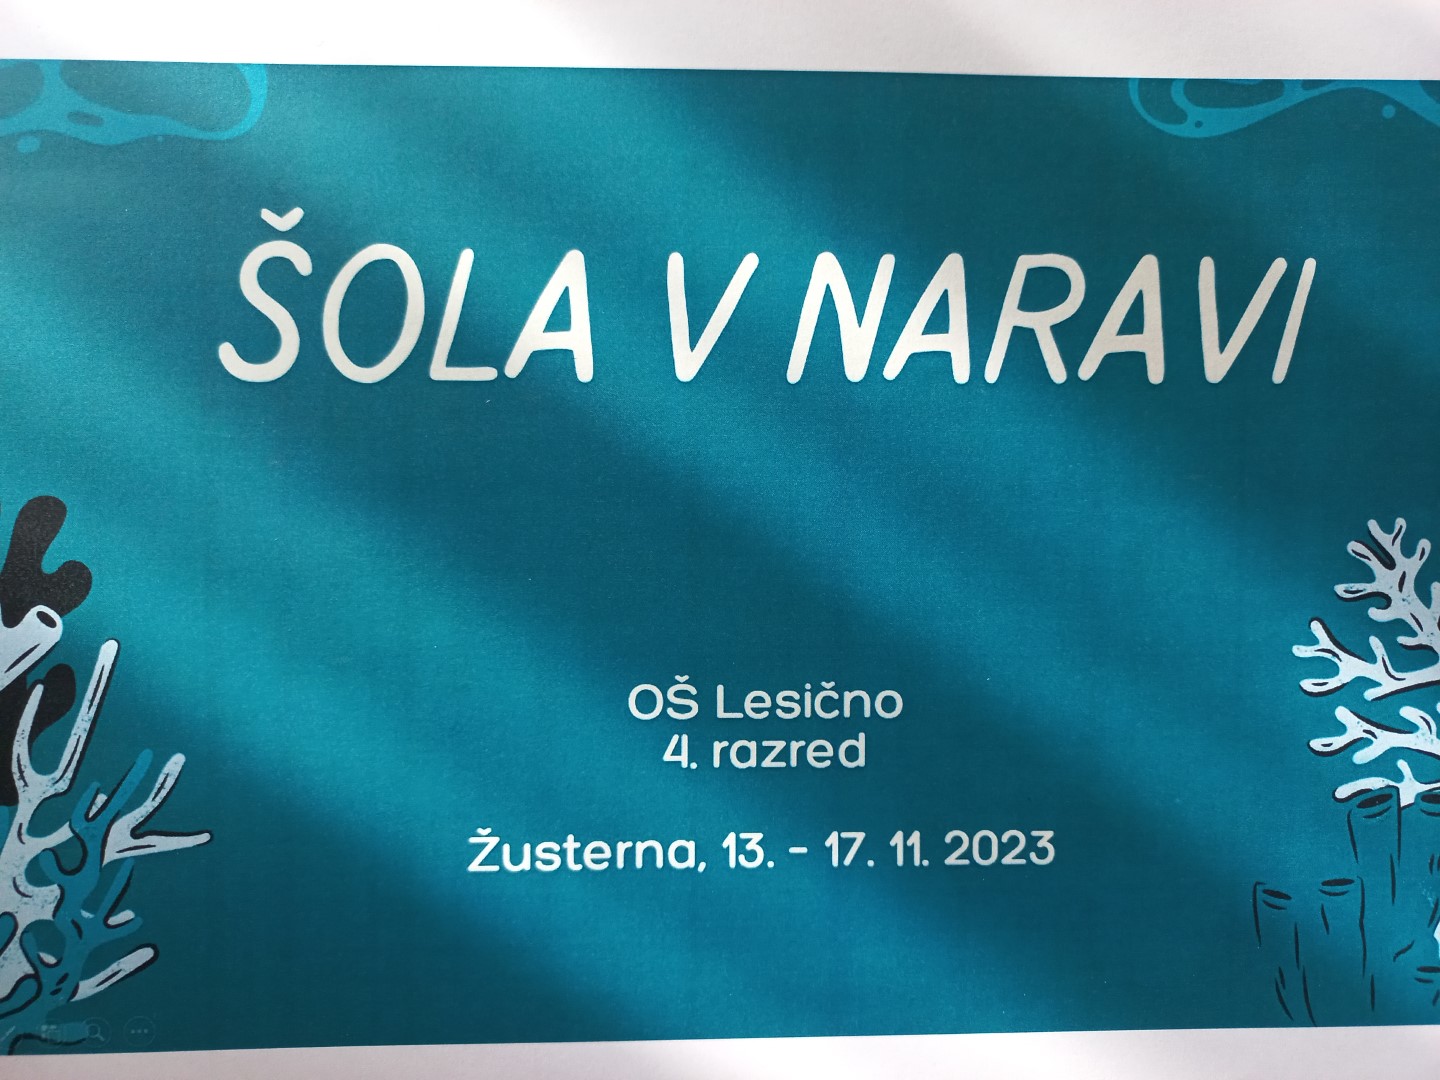 ŠOLA V NARAVI
OŠ Lesično
4. razred
Žusterna, 13. - 17. 11. 2023